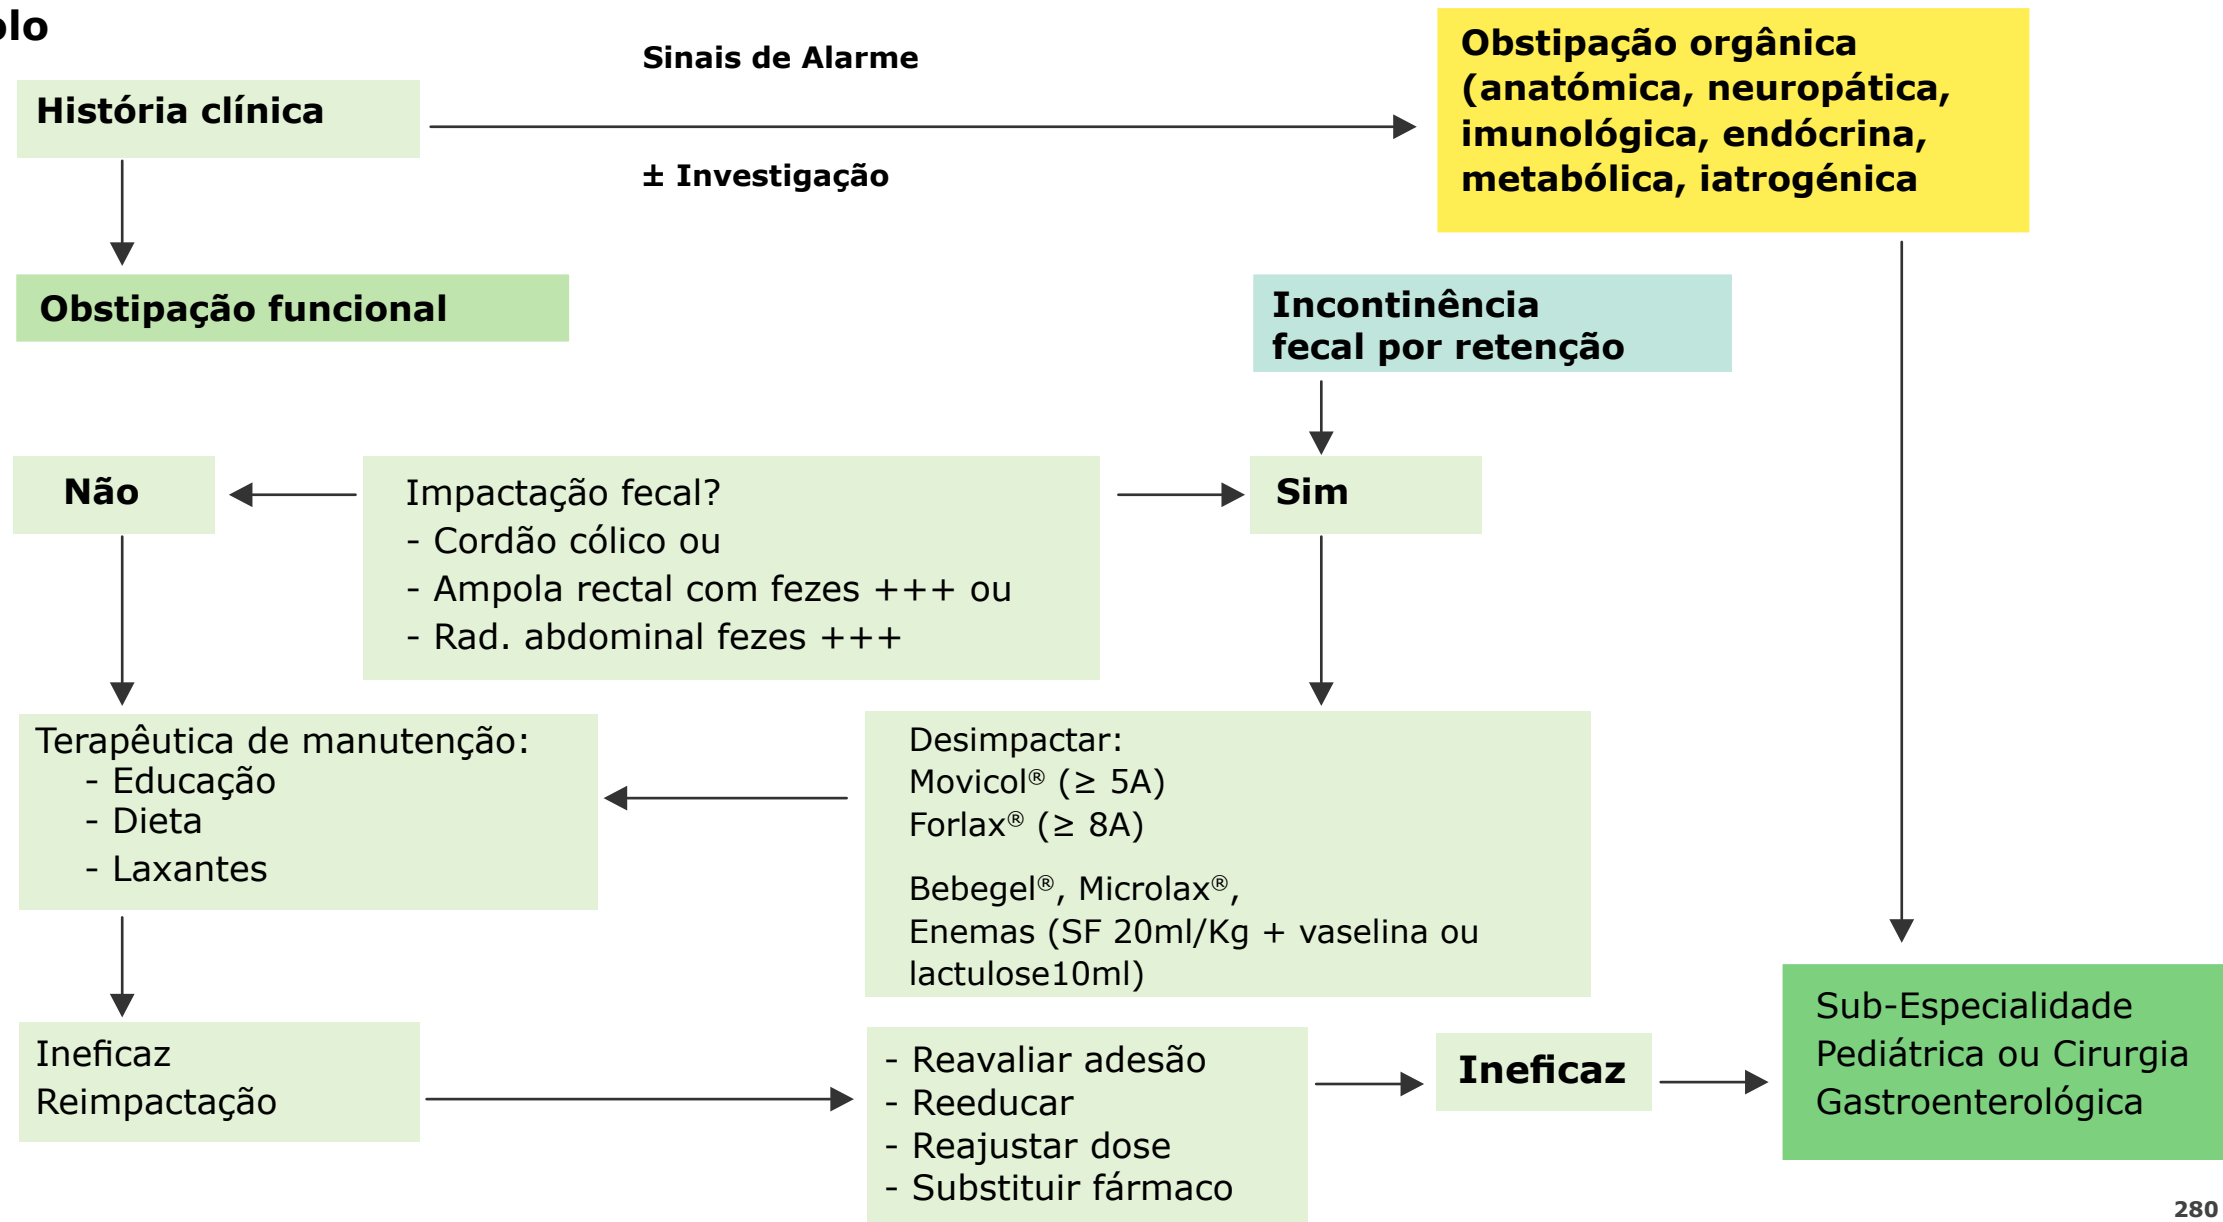 olo
Sinais de Alarme
História clínica
± Investigação
Obstipação orgânica
(anatómica, neuropática,
imunológica, endócrina,
metabólica, iatrogénica
Obstipação funcional
Incontinência
fecal por retenção
Não
Impactação fecal?
- Cordão cólico ou
- Ampola rectal com fezes +++ ou
- Rad. abdominal fezes +++
Sim
Terapêutica de manutenção:
- Educação
- Dieta
- Laxantes
Desimpactar:
Movicol® (≥ 5A)
Forlax® (≥ 8A)
Bebegel®, Microlax®,
Enemas (SF 20ml/Kg + vaselina ou
lactulose10ml)
Ineficaz
Reimpactação
- Reavaliar adesão
- Reeducar
- Reajustar dose
- Substituir fármaco
Ineficaz
Sub-Especialidade
Pediátrica ou Cirurgia
Gastroenterológica
280